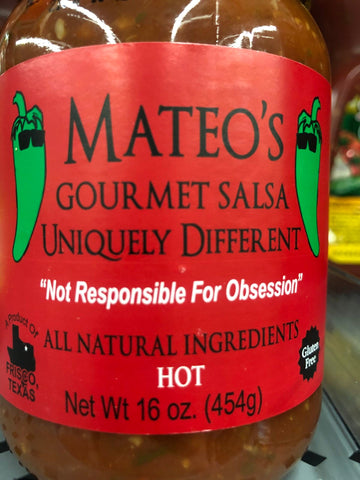 MATEO'S
GOURMET SALSA
UNIQUELY DIFFERENT
"Not Responsible For Obsession"
A Product Of
FRISCO,
TEXAS
ALL NATURAL INGREDIENTS
HOT
Net Wt 16 oz. (454g)
Gluten
Free